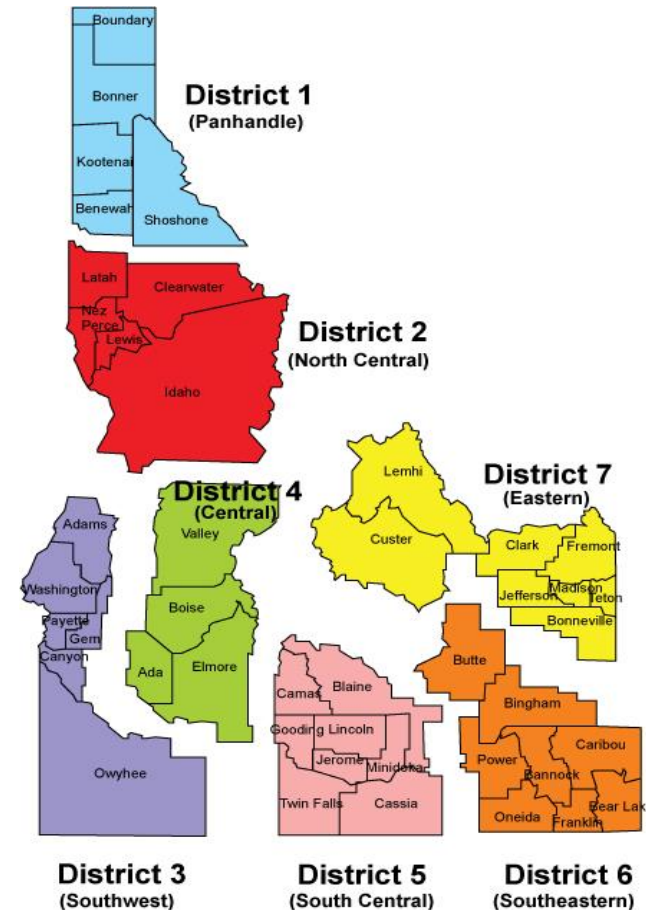 Boundary
Bonner
District 1
(Panhandle)
Kootenai
Benewah
Shoshone
Latah
Clearwater
Nez
Perce
Lewis
District 2
(North Central)
Idaho
District 4
(Central)
Valley
Boise
Ada
Elmore
Adams
Washington
Payette
Gem
Canyon
Owyhee
District 3
(Southwest)
Lemhi
District 7
(Eastern)
Custer
Clark
Fremont
Jefferson
Madison
Teton
Bonneville
Camas
Blaine
Gooding
Lincoln
Jerome
Minidoka
Twin Falls
Cassia
District 5
(South Central)
Butte
Bingham
Power
Caribou
Bannock
Oneida
Franklin
Bear Lak
District 6
(Southeastern)